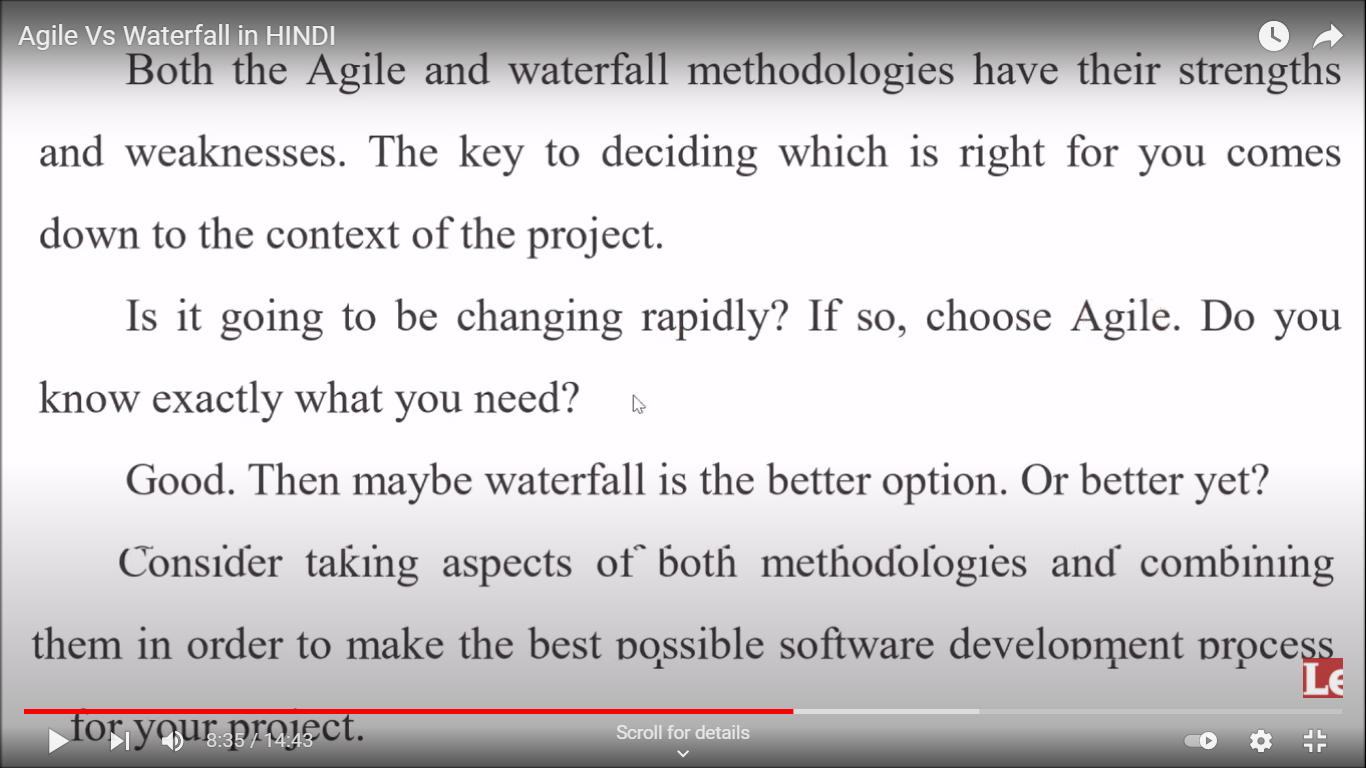 Agile Vs Waterfall in HINDI
Both the Agile and waterfall methodologies have their strengths
and weaknesses. The key to deciding which is right for you comes
down to the context of the project.
Is it going to be changing rapidly? If so, choose Agile. Do you
know exactly what you need?
Good. Then maybe waterfall is the better option. Or better yet?
Consider taking aspects of both methodologies and combining
them in order to make the best possible software development process
for your project.
Le
8:35 / 14:43
Scroll for details